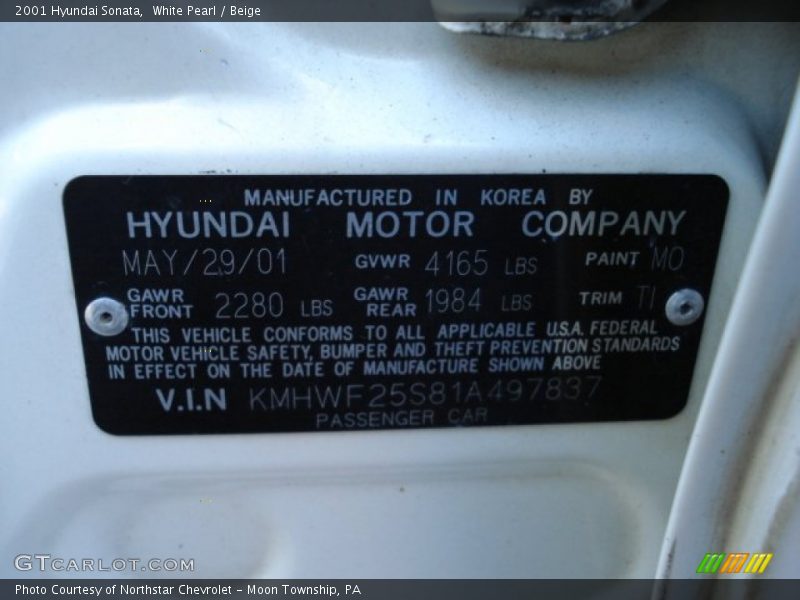 2001 Hyundai Sonata, White Pearl / Beige
MANUFACTURED IN KOREA BY
HYUNDAI MOTOR COMPANY
MAY/29/01 GVWR 4165 LBS PAINT MO
GAWR FRONT 2280 LBS GAWR REAR 1984 LBS TRIM TI
THIS VEHICLE CONFORMS TO ALL APPLICABLE U.S.A. FEDERAL
MOTOR VEHICLE SAFETY, BUMPER AND THEFT PREVENTION STANDARDS
IN EFFECT ON THE DATE OF MANUFACTURE SHOWN ABOVE
V.I.N KMHWF25S81A497837
PASSENGER CAR
GTCARLOT.COM
Photo Courtesy of Northstar Chevrolet - Moon Township, PA